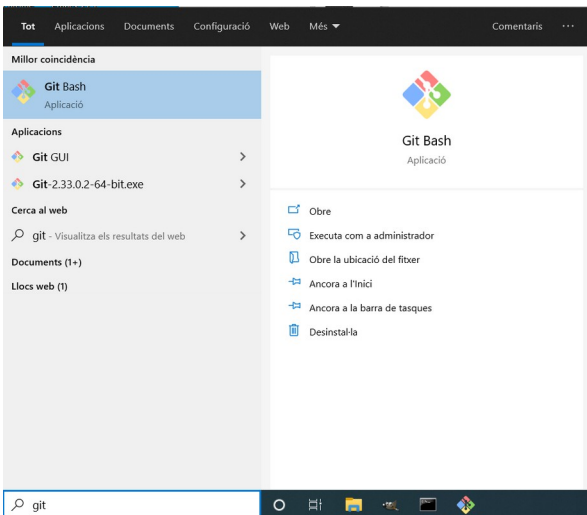 Tot Aplicacions Documents Configuració Web Més Comentaris ...
Millor coincidència
Git Bash
Aplicació
Aplicacions
Git GUI
Git-2.33.0.2-64-bit.exe
Cerca al web
git - Visualitza els resultats del web
Documents (1+)
Llocs web (1)
Git Bash
Aplicació
Obre
Executa com a administrador
Obre la ubicació del fitxer
Ancora a l'Inici
Ancora a la barra de tasques
Desinstal·la
git